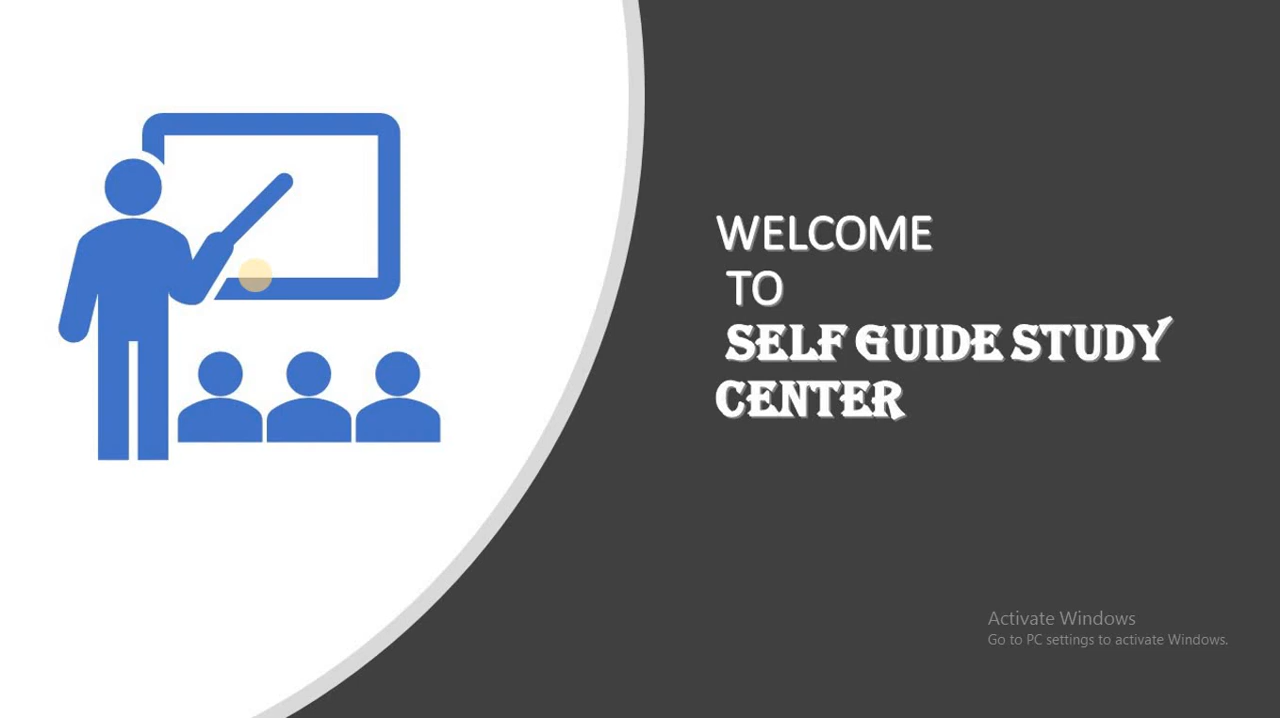 WELCOME
TO
SELF GUIDE STUDY
CENTER
Activate Windows
Go to PC settings to activate Windows.